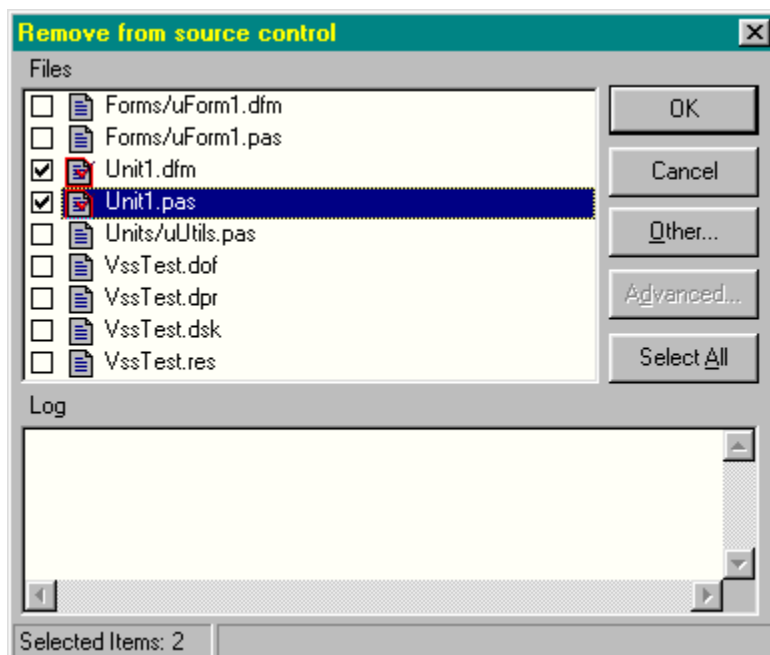 Remove from source control
Files
Forms/uForm1.dfm
Forms/uForm1.pas
Unit1.dfm
Unit1.pas
Units/uUtils.pas
VssTest.dof
VssTest.dpr
VssTest.dsk
VssTest.res
OK
Cancel
Other...
Advanced...
Select All
Log
Selected Items: 2